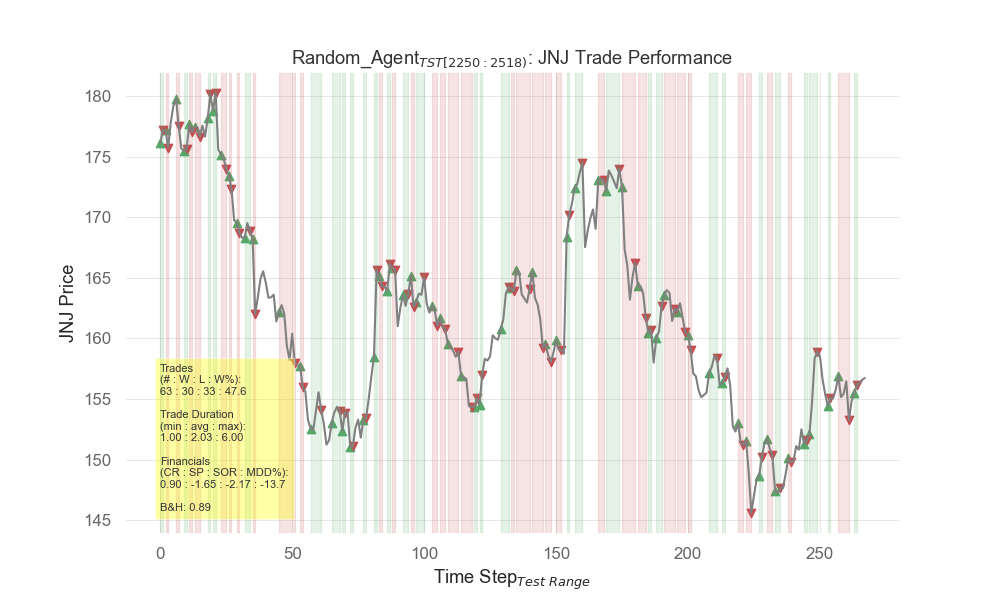 Random_Agent_TST[2250:2518): JNJ Trade Performance
180
175
170
165
160
155
150
145
JNJ Price
Trades
(# : W : L : W%):
63 : 30 : 33 : 47.6
Trade Duration
(min : avg : max):
1.00 : 2.03 : 6.00
Financials
(CR : SP : SOR : MDD%):
0.90 : -1.65 : -2.17 : -13.7
B&H: 0.89
0 50 100 150 200 250
Time Step Test Range